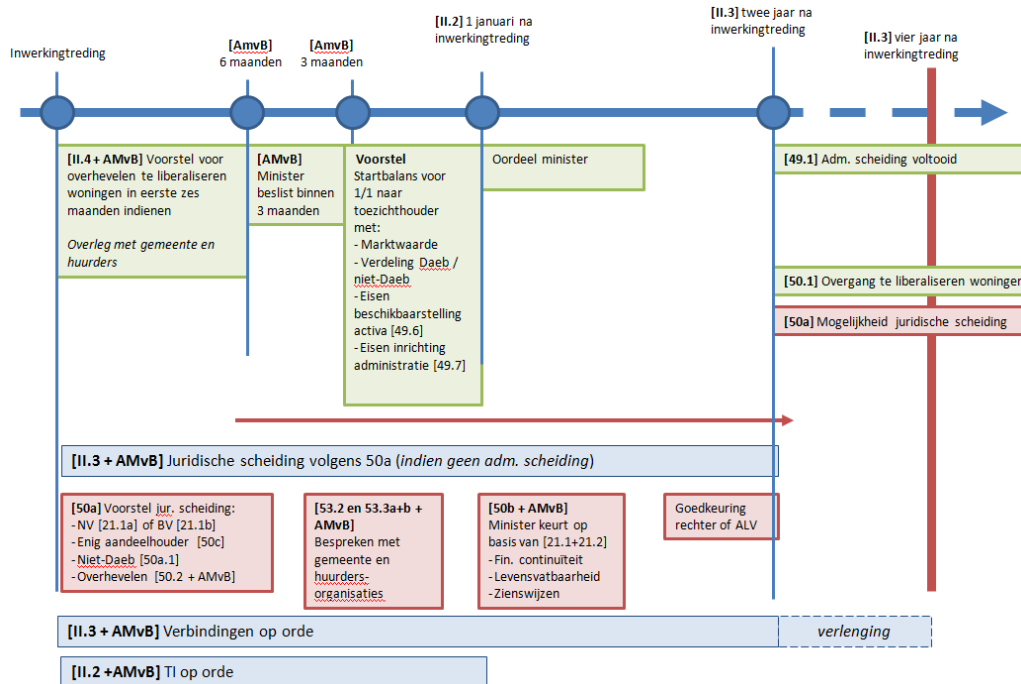 Inwerkingtreding
[AmvB]
6 maanden
[AmvB]
3 maanden
[II.2] 1 januari na
inwerkingtreding
[II.3] twee jaar na
inwerkingtreding
[II.3] vier jaar na
inwerkingtreding
[II.4 + AMvB] Voorstel voor
overhevelen te liberaliseren
woningen in eerste zes
maanden indienen
Overleg met gemeente en
huurders
[AMvB]
Minister
beslist binnen
3 maanden
Voorstel
Startbalans voor
1/1 naar
toezichthouder
met:
- Marktwaarde
- Verdeling Daeb /
niet-Daeb
- Eisen
beschikbaarstelling
activa [49.6]
- Eisen inrichting
administratie [49.7]
Oordeel minister
[49.1] Adm. scheiding voltooid
[50.1] Overgang te liberaliseren woningen
[50a] Mogelijkheid juridische scheiding
[II.3 + AMvB] Juridische scheiding volgens 50a (indien geen adm. scheiding)
[50a] Voorstel jur. scheiding:
- NV [21.1a] of BV [21.1b]
- Enig aandeelhouder [50c]
- Niet-Daeb [50a.1]
- Overhevelen [50.2 + AMvB]
[53.2 en 53.3a+b +
AMvB]
Bespreken met
gemeente en
huurders-
organisaties
[50b + AMvB]
Minister keurt op
basis van [21.1+21.2]
- Fin. continuïteit
- Levensvatbaarheid
- Zienswijzen
Goedkeuring
rechter of ALV
[II.3 + AMvB] Verbindingen op orde
verlenging
[II.2 +AMvB] TI op orde